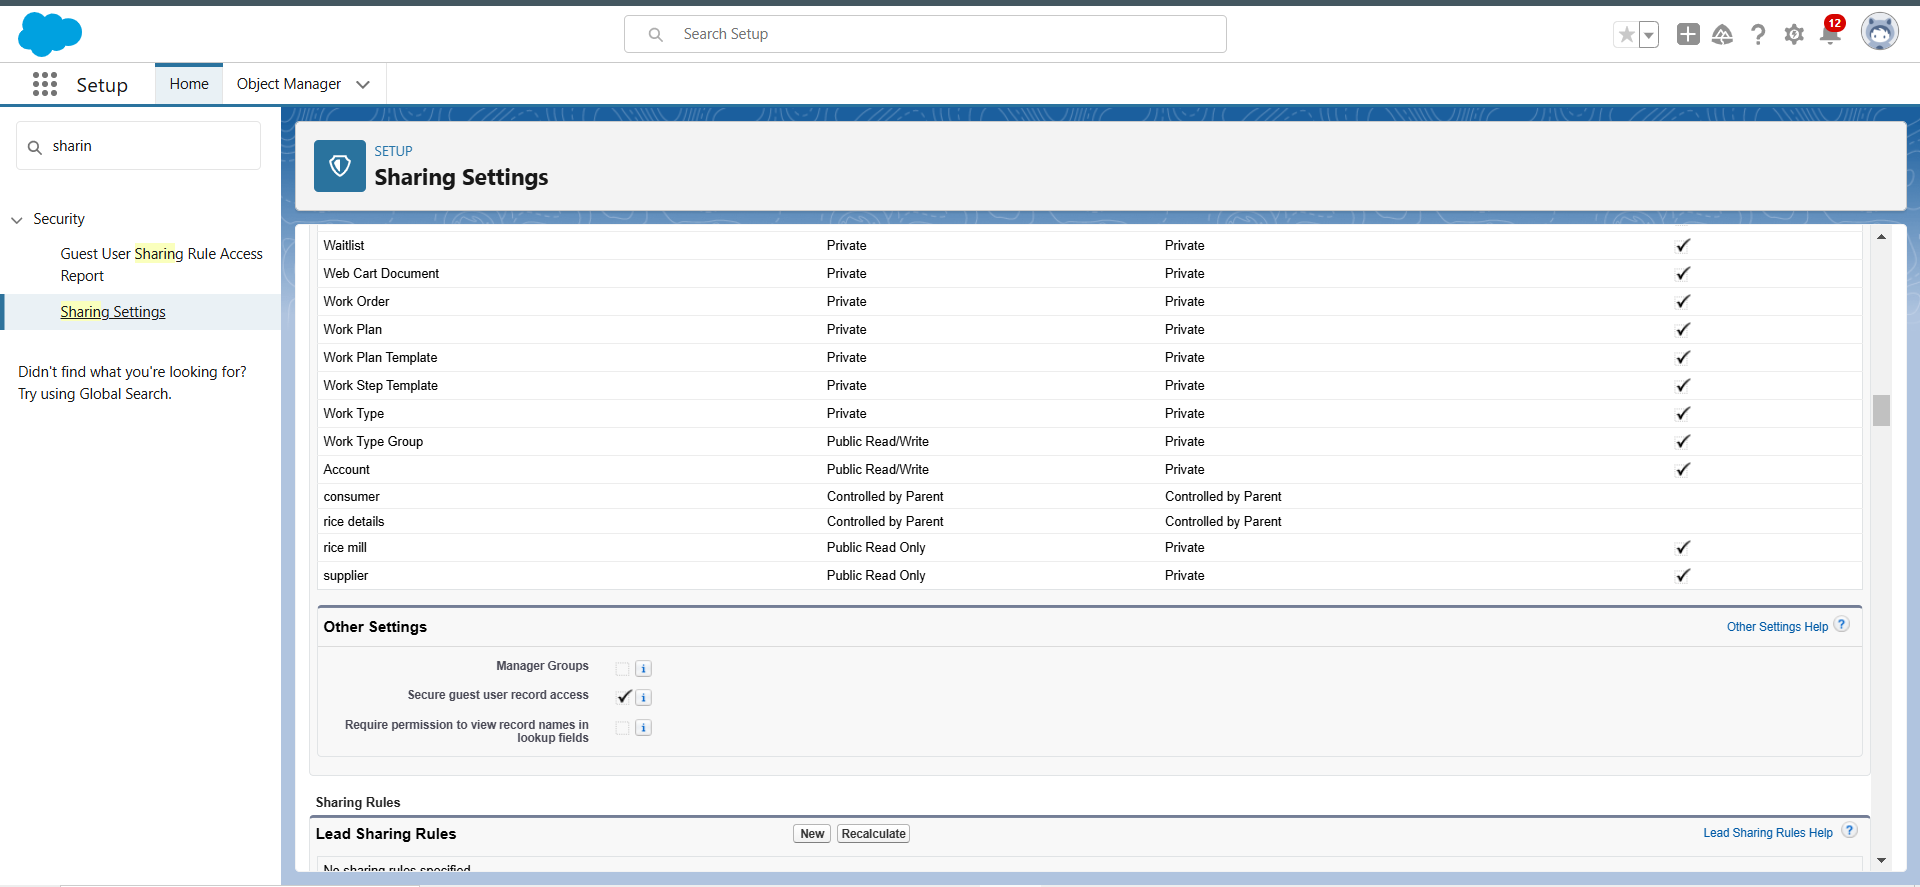 Search Setup
12
Setup
Home
Object Manager
sharin
Security
Guest User Sharing Rule Access
Report
Sharing Settings
Didn't find what you're looking for?
Try using Global Search.
SETUP
Sharing Settings
Waitlist Private Private
Web Cart Document Private Private
Work Order Private Private
Work Plan Private Private
Work Plan Template Private Private
Work Step Template Private Private
Work Type Private Private
Work Type Group Public Read/Write Private
Account Public Read/Write Private
consumer Controlled by Parent Controlled by Parent
rice details Controlled by Parent Controlled by Parent
rice mill Public Read Only Private
supplier Public Read Only Private
Other Settings
Other Settings Help ?
Manager Groups i
Secure guest user record access i
Require permission to view record names in
lookup fields i
Sharing Rules
Lead Sharing Rules New Recalculate Lead Sharing Rules Help ?
No sharing rules specified